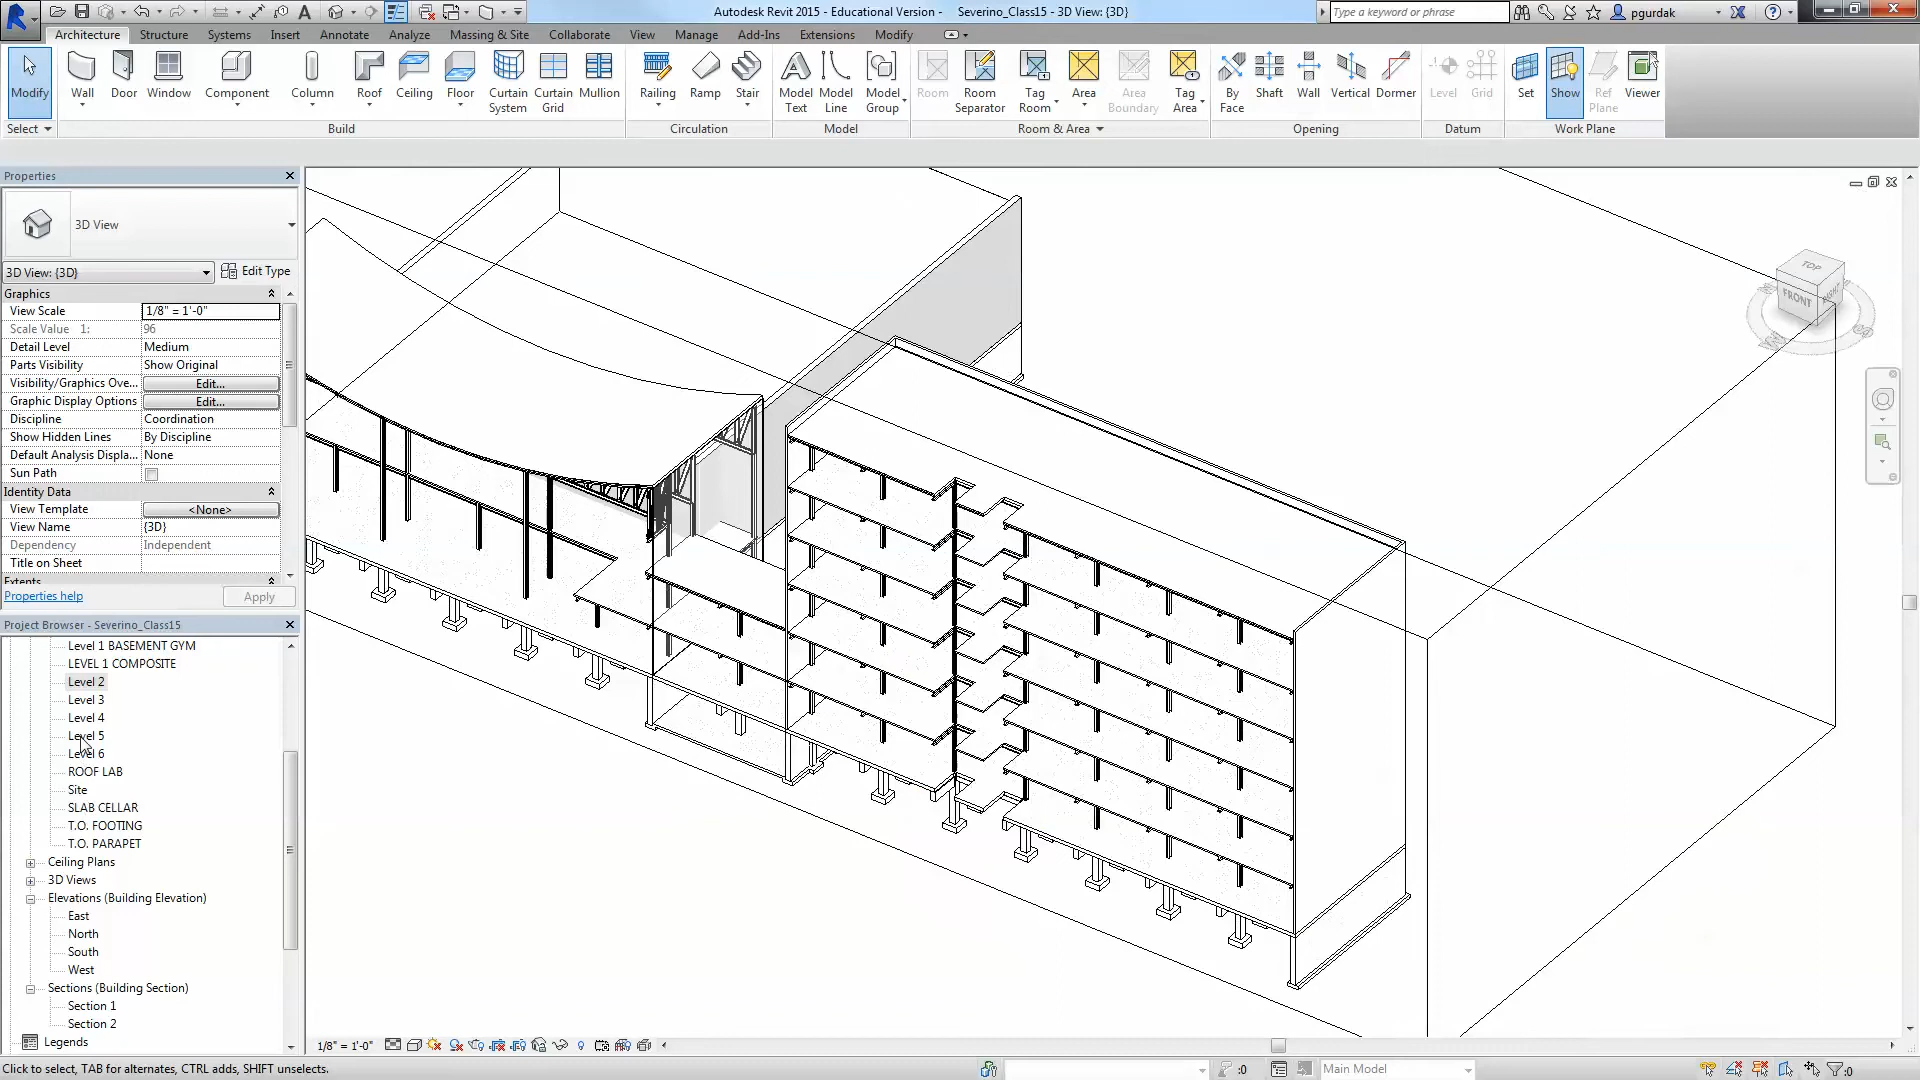 Autodesk Revit 2015 - Educational Version - Severino_Class15 - 3D View: {3D}
Type a keyword or phrase
pgurdak
Architecture Structure Systems Insert Annotate Analyze Massing & Site Collaborate View Manage Add-Ins Extensions Modify
Modify Wall Door Window Component Column Roof Ceiling Floor Curtain System Curtain Grid Mullion Railing Ramp Stair Model Text Model Line Model Group Room Room Separator Tag Room Area Area Boundary Tag Area By Face Shaft Wall Vertical Dormer Level Grid Set Show Ref Plane Viewer
Select Build Circulation Model Room & Area Opening Datum Work Plane
Properties
3D View
3D View: {3D} Edit Type
Graphics
View Scale 1/8" = 1'-0"
Scale Value 1: 96
Detail Level Medium
Parts Visibility Show Original
Visibility/Graphics Ove... Edit...
Graphic Display Options Edit...
Discipline Coordination
Show Hidden Lines By Discipline
Default Analysis Displa... None
Sun Path
Identity Data
View Template <None>
View Name {3D}
Dependency Independent
Title on Sheet
Extents
Properties help Apply
Project Browser - Severino_Class15
Level 1 BASEMENT GYM
LEVEL 1 COMPOSITE
Level 2
Level 3
Level 4
Level 5
Level 6
ROOF LAB
Site
SLAB CELLAR
T.O. FOOTING
T.O. PARAPET
Ceiling Plans
3D Views
Elevations (Building Elevation)
East
North
South
West
Sections (Building Section)
Section 1
Section 2
Legends
TOP
FRONT
RIGHT
1/8" = 1'-0"
Click to select, TAB for alternates, CTRL adds, SHIFT unselects.
:0
Main Model
:0